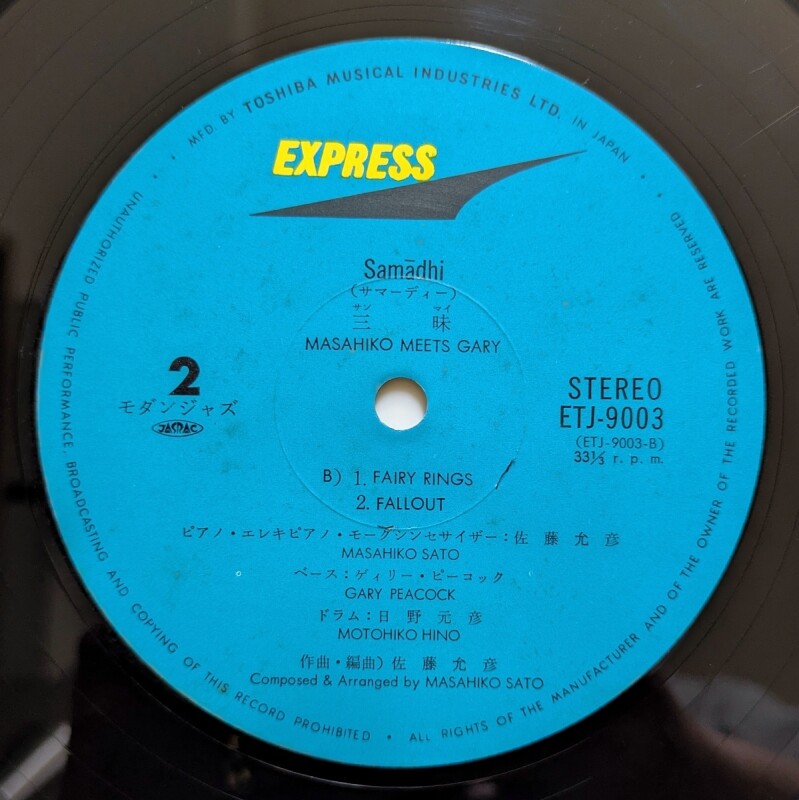 MFD. BY TOSHIBA MUSICAL INDUSTRIES LTD. IN JAPAN
EXPRESS
Samādhi
(サマーディー)
サン マイ
三 昧
MASAHIKO MEETS GARY
2
モダンジャズ
JASRAC
STEREO
ETJ-9003
(ETJ-9003-B)
33⅓ r. p. m.
B) 1. FAIRY RINGS
2. FALLOUT
ピアノ・エレキピアノ・モーグシンセサイザー:佐 藤 允 彦
MASAHIKO SATO
ベース:ゲイリー・ピーコック
GARY PEACOCK
ドラム:日 野 元 彦
MOTOHIKO HINO
作曲・編曲) 佐 藤 允 彦
Composed & Arranged by MASAHIKO SATO
UNAUTHORIZED PUBLIC PERFORMANCE, BROADCASTING AND COPYING OF THIS RECORD PROHIBITED • ALL RIGHTS OF THE MANUFACTURER AND OF THE OWNER OF THE RECORDED WORK ARE RESERVED